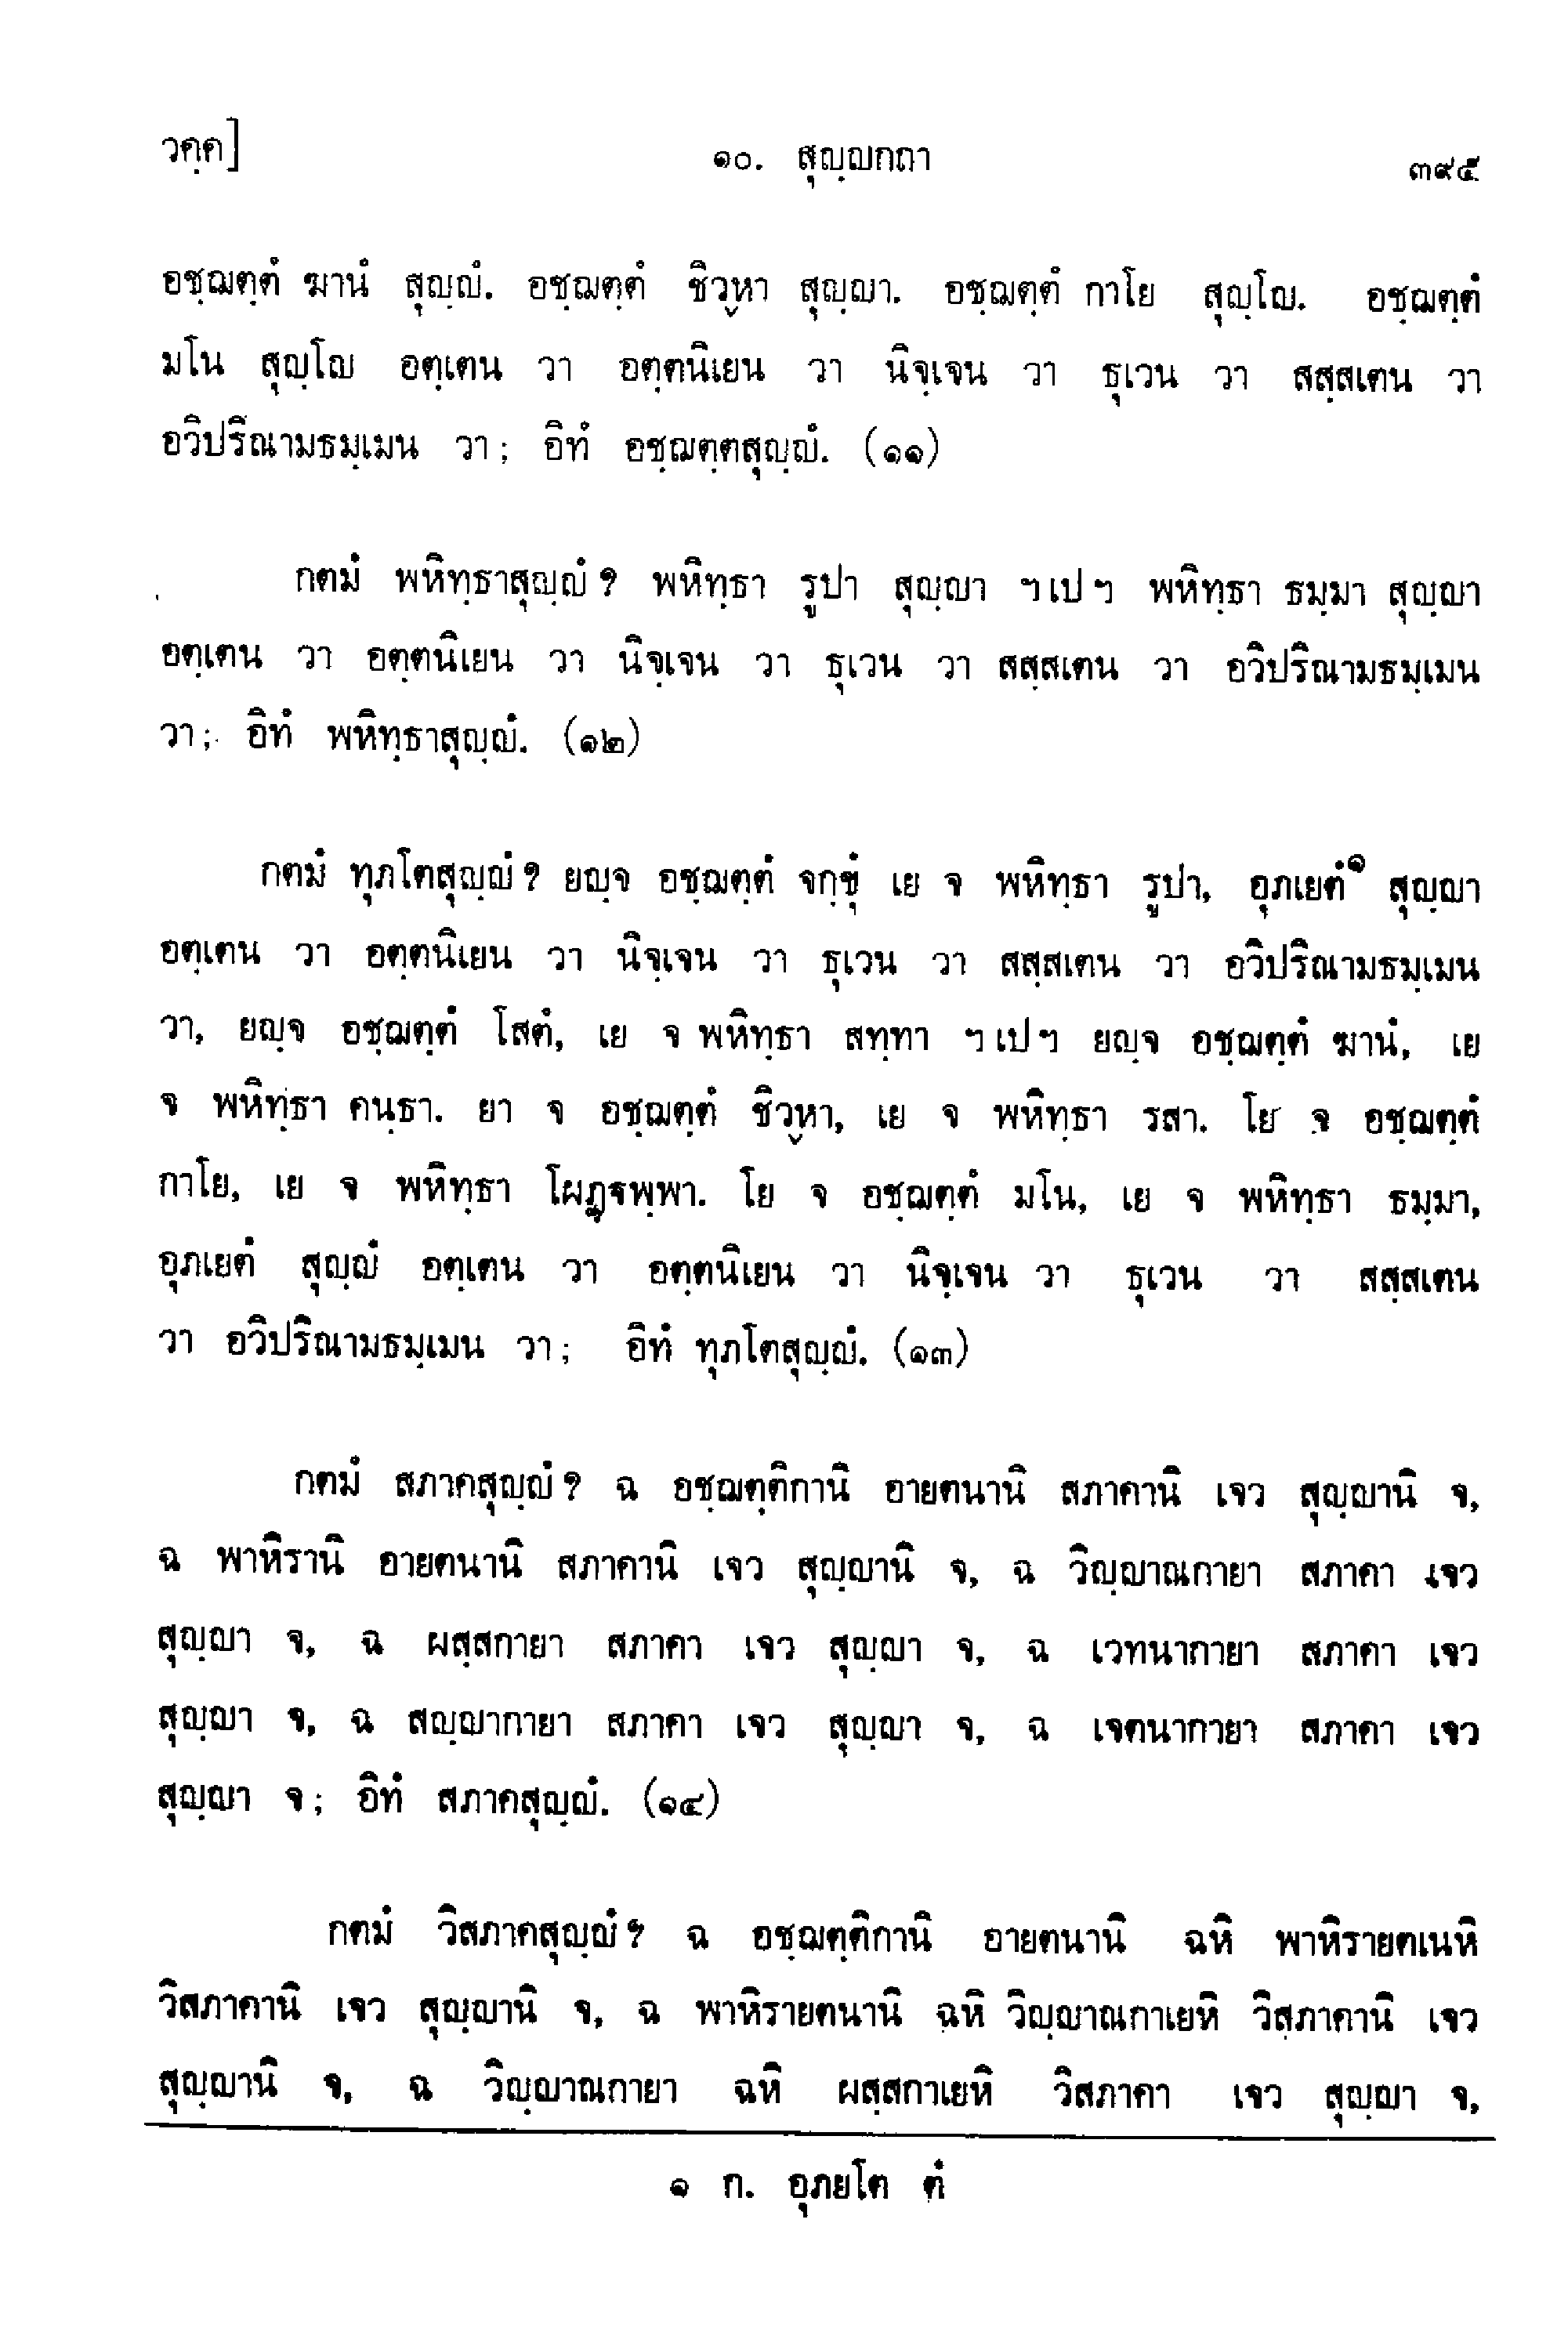 วคฺค]
๑๐. สุญฺญกถา
๓๙๕
อชฺฌตฺตํ ฆานํ สุญฺญํ. อชฺฌตฺตํ ชิวฺหา สุญฺญา. อชฺฌตฺตํ กาโย สุญฺโญ. อชฺฌตฺตํ
มโน สุญฺโญ อตฺเตน วา อตฺตนิเยน วา นิจฺเจน วา ธุเวน วา สสฺสเตน วา
อวิปริณามธมฺเมน วา; อิทํ อชฺฌตฺตสุญฺญํ. (๑๑)
กตมํ พหิทฺธาสุญฺญํ? พหิทฺธา รูปา สุญฺญา ฯเปฯ พหิทฺธา ธมฺมา สุญฺญา
อตฺเตน วา อตฺตนิเยน วา นิจฺเจน วา ธุเวน วา สสฺสเตน วา อวิปริณามธมฺเมน
วา; อิทํ พหิทฺธาสุญฺญํ. (๑๒)
กตมํ ทุภโตสุญฺญํ? ยญฺจ อชฺฌตฺตํ จกฺขุํ เย จ พหิทฺธา รูปา, อุภเยตํ๑ สุญฺญา
อตฺเตน วา อตฺตนิเยน วา นิจฺเจน วา ธุเวน วา สสฺสเตน วา อวิปริณามธมฺเมน
วา, ยญฺจ อชฺฌตฺตํ โสตํ, เย จ พหิทฺธา สทฺทา ฯเปฯ ยญฺจ อชฺฌตฺตํ ฆานํ, เย
จ พหิทฺธา คนฺธา. ยา จ อชฺฌตฺตํ ชิวฺหา, เย จ พหิทฺธา รสา. โย จ อชฺฌตฺตํ
กาโย, เย จ พหิทฺธา โผฏฺฐพฺพา. โย จ อชฺฌตฺตํ มโน, เย จ พหิทฺธา ธมฺมา,
อุภเยตํ สุญฺญํ อตฺเตน วา อตฺตนิเยน วา นิจฺเจน วา ธุเวน วา สสฺสเตน
วา อวิปริณามธมฺเมน วา; อิทํ ทุภโตสุญฺญํ. (๑๓)
กตมํ สภาคสุญฺญํ? ฉ อชฺฌตฺติกานิ อายตนานิ สภาคานิ เจว สุญฺญานิ จ,
ฉ พาหิรานิ อายตนานิ สภาคานิ เจว สุญฺญานิ จ, ฉ วิญฺญาณกายา สภาคา เจว
สุญฺญา จ, ฉ ผสฺสกายา สภาคา เจว สุญฺญา จ, ฉ เวทนากายา สภาคา เจว
สุญฺญา จ, ฉ สญฺญากายา สภาคา เจว สุญฺญา จ, ฉ เจตนากายา สภาคา เจว
สุญฺญา จ; อิทํ สภาคสุญฺญํ. (๑๔)
กตมํ วิสภาคสุญฺญํ? ฉ อชฺฌตฺติกานิ อายตนานิ ฉหิ พาหิรายตเนหิ
วิสภาคานิ เจว สุญฺญานิ จ, ฉ พาหิรายตนานิ ฉหิ วิญฺญาณกาเยหิ วิสภาคานิ เจว
สุญฺญานิ จ, ฉ วิญฺญาณกายา ฉหิ ผสฺสกาเยหิ วิสภาคา เจว สุญฺญา จ,
๑ ก. อุภยโต ตํ